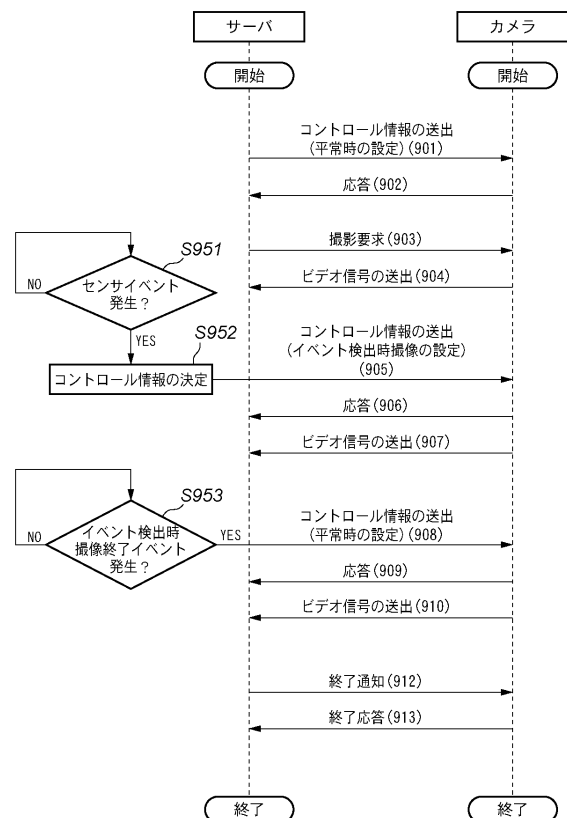 サーバ
カメラ
開始
開始
コントロール情報の送出
(平常時の設定)(901)
応答(902)
撮影要求(903)
S951
センサイベント
発生?
NO
YES
ビデオ信号の送出(904)
S952
コントロール情報の決定
コントロール情報の送出
(イベント検出時撮像の設定)
(905)
応答(906)
ビデオ信号の送出(907)
S953
イベント検出時
撮像終了イベント
発生?
NO
YES
コントロール情報の送出
(平常時の設定)(908)
応答(909)
ビデオ信号の送出(910)
終了通知(912)
終了応答(913)
終了
終了